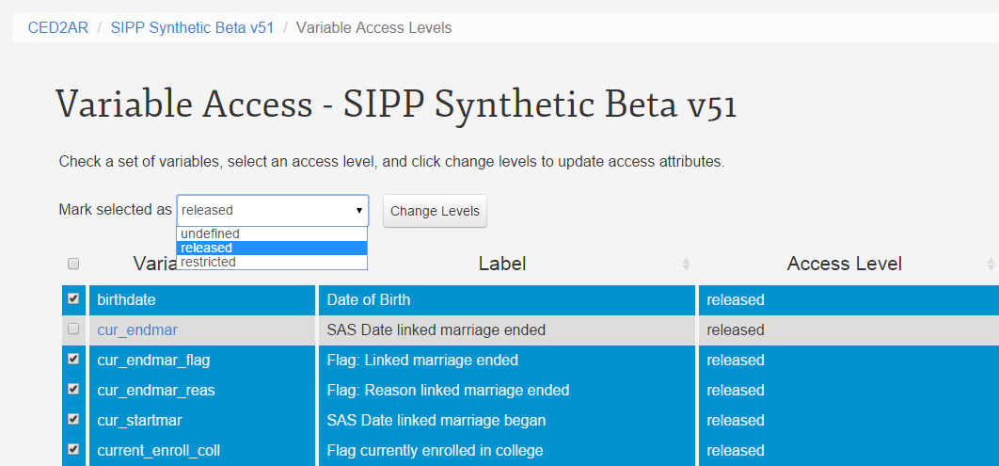 CED2AR / SIPP Synthetic Beta v51 / Variable Access Levels
Variable Access - SIPP Synthetic Beta v51
Check a set of variables, select an access level, and click change levels to update access attributes.
Mark selected as released Change Levels
undefined
released
restricted
Varia Label Access Level
birthdate Date of Birth released
cur_endmar SAS Date linked marriage ended released
cur_endmar_flag Flag: Linked marriage ended released
cur_endmar_reas Flag: Reason linked marriage ended released
cur_startmar SAS Date linked marriage began released
current_enroll_coll Flag currently enrolled in college released